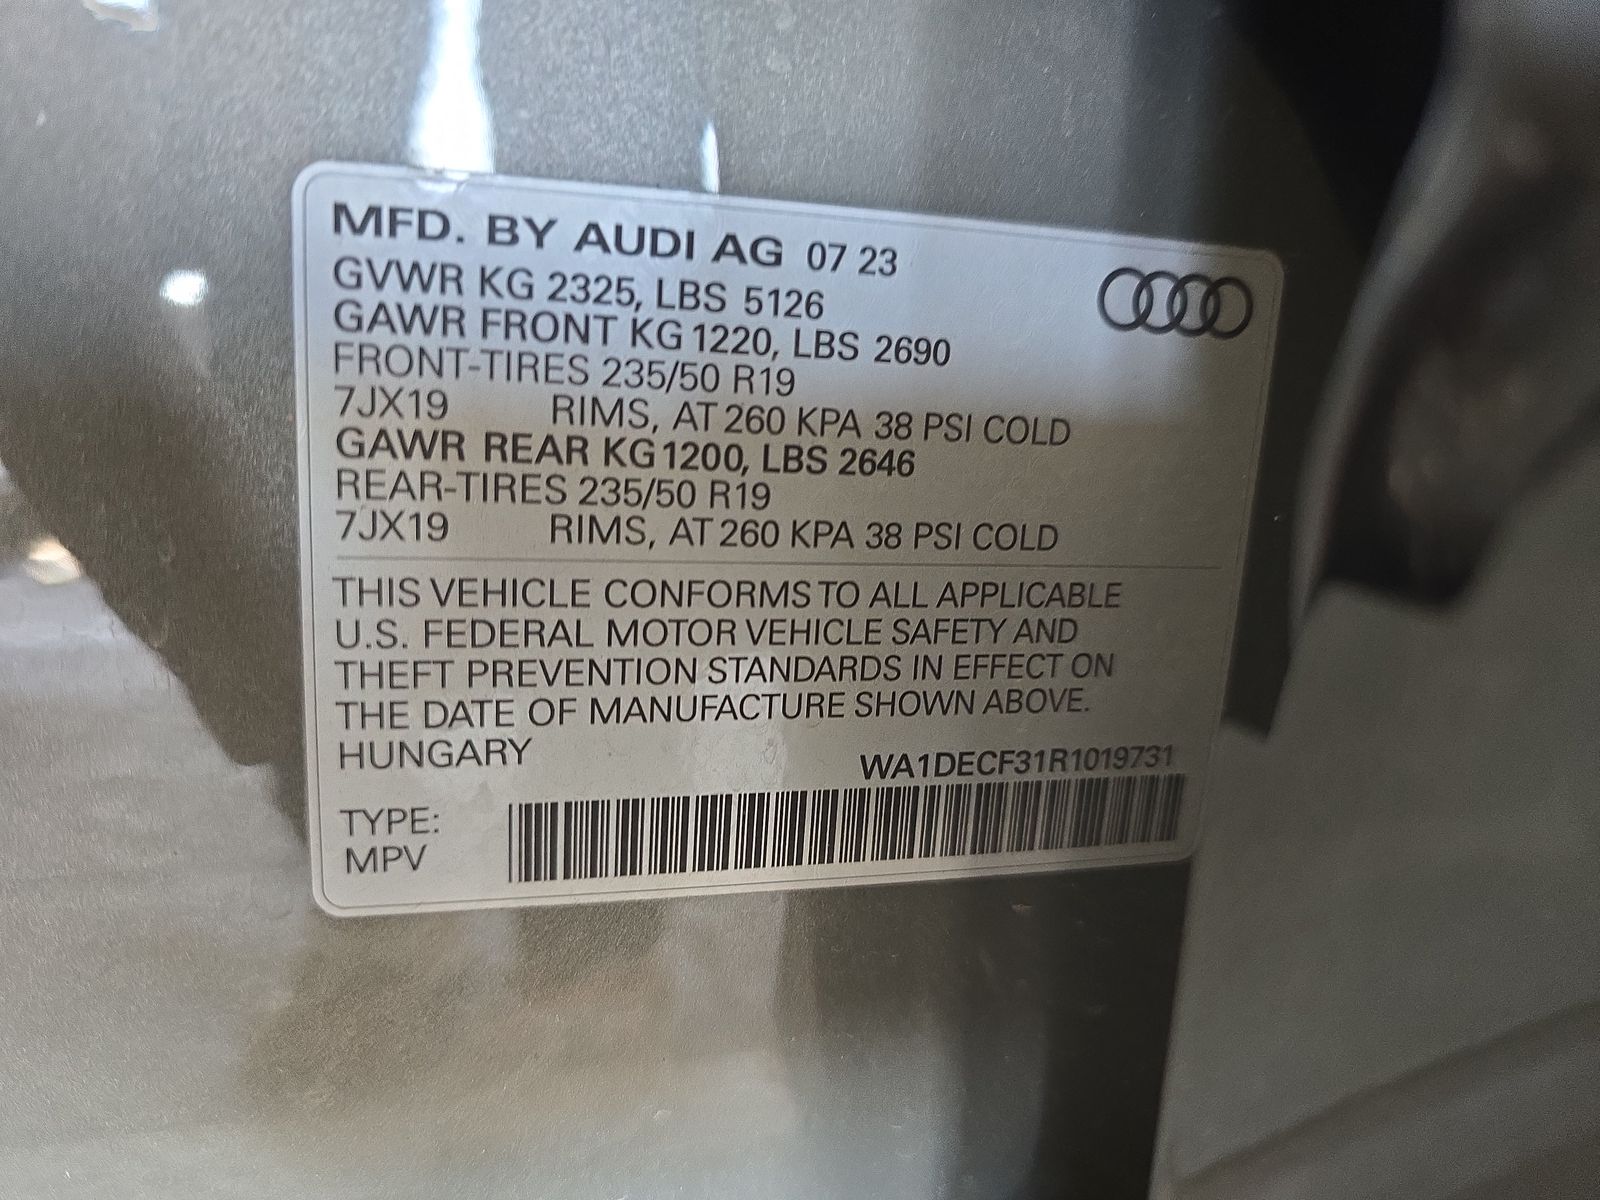 MFD. BY AUDI AG 07 23
GVWR KG 2325, LBS 5126
GAWR FRONT KG 1220, LBS 2690
FRONT-TIRES 235/50 R19
7JX19 RIMS, AT 260 KPA 38 PSI COLD
GAWR REAR KG 1200, LBS 2646
REAR-TIRES 235/50 R19
7JX19 RIMS, AT 260 KPA 38 PSI COLD
THIS VEHICLE CONFORMS TO ALL APPLICABLE
U.S. FEDERAL MOTOR VEHICLE SAFETY AND
THEFT PREVENTION STANDARDS IN EFFECT ON
THE DATE OF MANUFACTURE SHOWN ABOVE.
HUNGARY
WA1DECF31R1019731
TYPE:
MPV